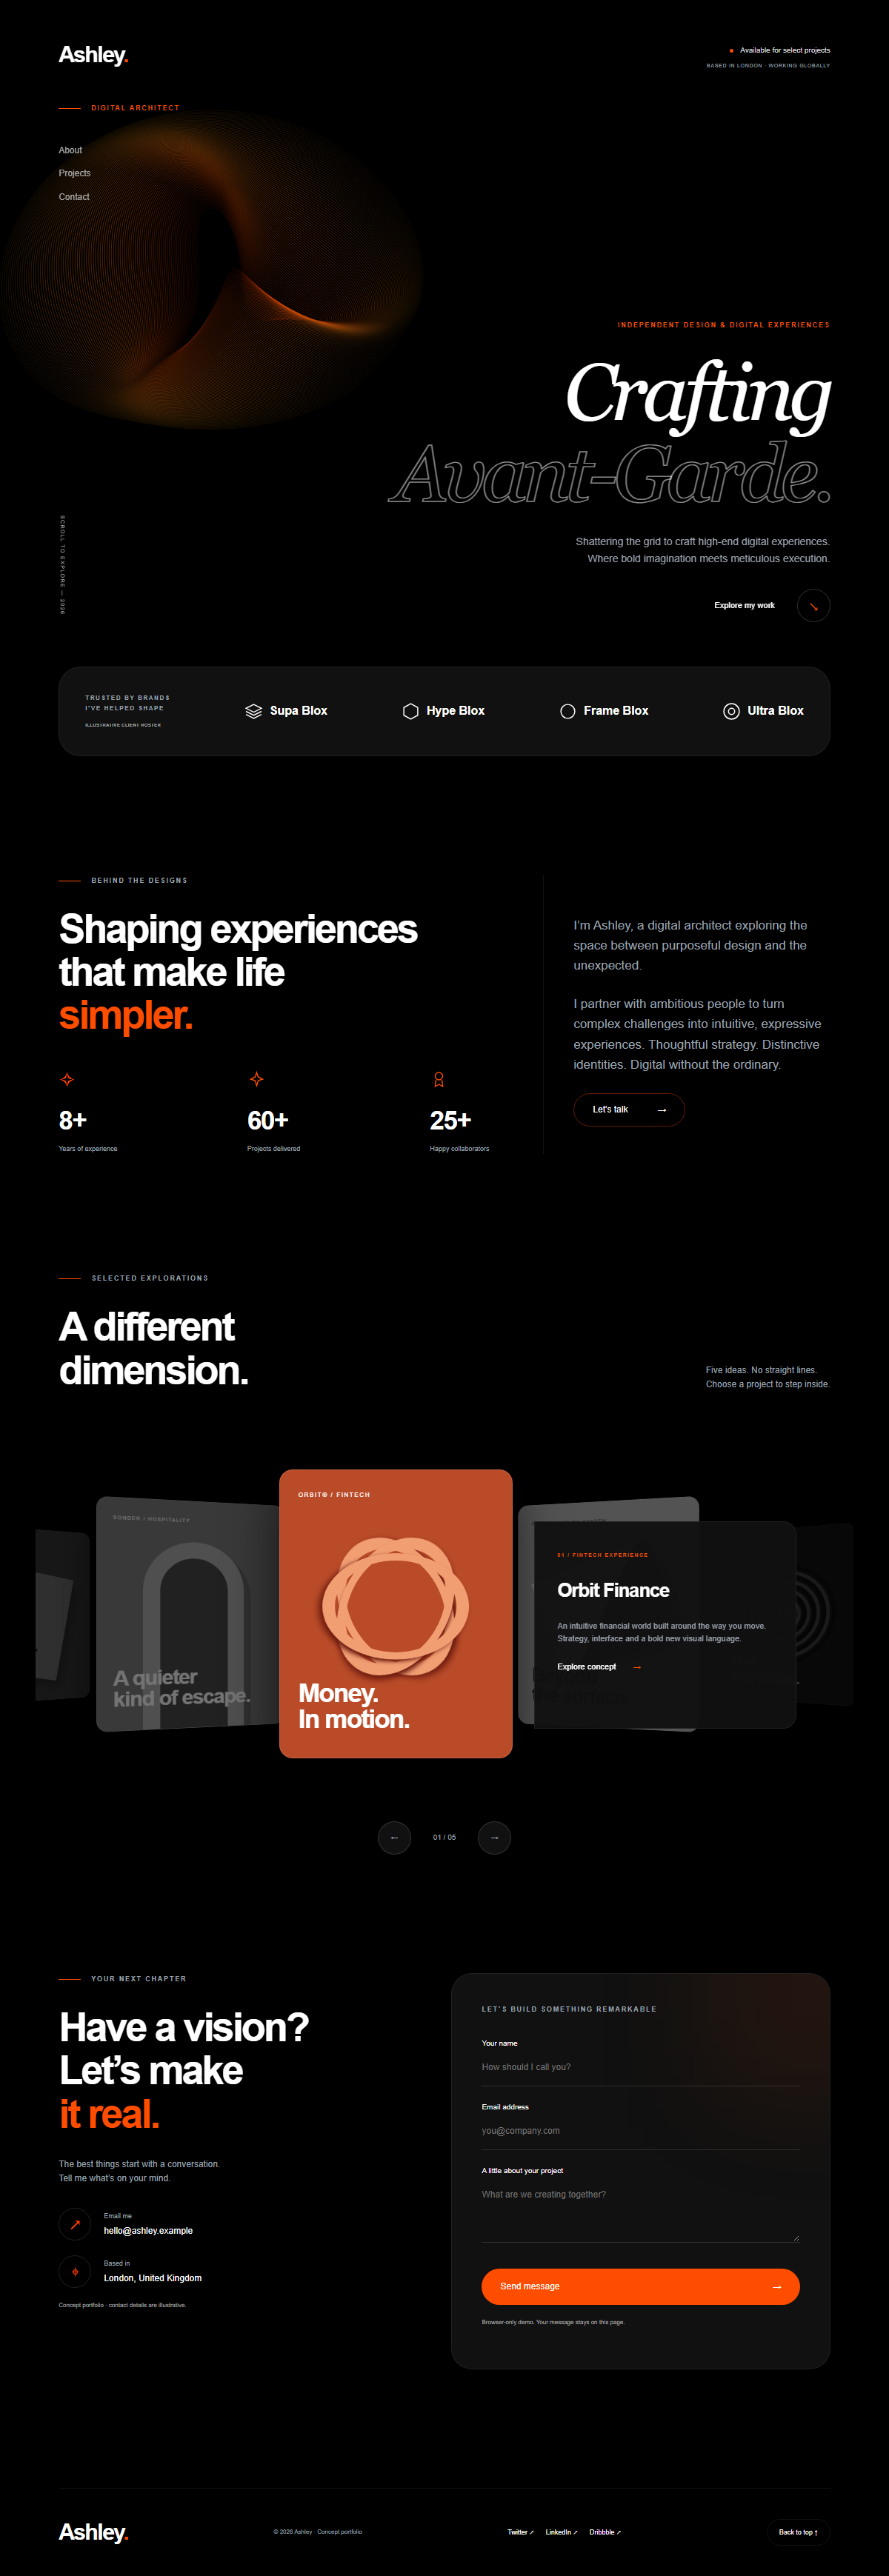 Ashley.
Available for select projects
BASED IN LONDON · WORKING GLOBALLY
DIGITAL ARCHITECT
About
Projects
Contact
INDEPENDENT DESIGN & DIGITAL EXPERIENCES
Crafting
Avant-Garde.
Shattering the grid to craft high-end digital experiences.
Where bold imagination meets meticulous execution.
SCROLL TO EXPLORE — 2026
Explore my work ↘
TRUSTED BY BRANDS
I'VE HELPED SHAPE
ILLUSTRATIVE CLIENT ROSTER
Supa Blox
Hype Blox
Frame Blox
Ultra Blox
BEHIND THE DESIGNS
Shaping experiences
that make life
simpler.
8+
Years of experience
60+
Projects delivered
25+
Happy collaborators
I'm Ashley, a digital architect exploring the
space between purposeful design and the
unexpected.
I partner with ambitious people to turn
complex challenges into intuitive, expressive
experiences. Thoughtful strategy. Distinctive
identities. Digital without the ordinary.
Let's talk →
SELECTED EXPLORATIONS
A different
dimension.
Five ideas. No straight lines.
Choose a project to step inside.
SONDER / HOSPITALITY
A quieter
kind of escape.
ORBIT® / FINTECH
Money.
In motion.
01 / FINTECH EXPERIENCE
Orbit Finance
An intuitive financial world built around the way you move.
Strategy, interface and a bold new visual language.
Explore concept →
← 01 / 05 →
YOUR NEXT CHAPTER
Have a vision?
Let's make
it real.
The best things start with a conversation.
Tell me what's on your mind.
Email me
hello@ashley.example
Based in
London, United Kingdom
Concept portfolio · contact details are illustrative.
LET'S BUILD SOMETHING REMARKABLE
Your name
How should I call you?
Email address
you@company.com
A little about your project
What are we creating together?
Send message →
Browser-only demo. Your message stays on this page.
Ashley.
© 2026 Ashley · Concept portfolio
Twitter ↗ LinkedIn ↗ Dribbble ↗
Back to top ↑